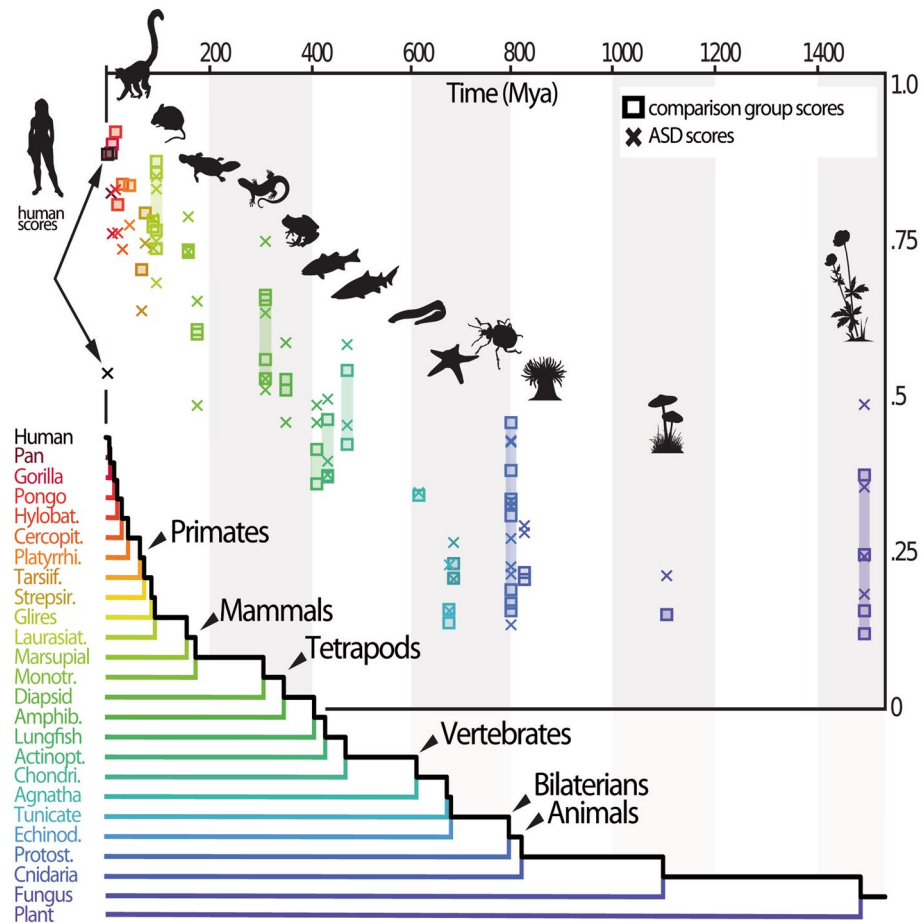 200 400 600 800 1000 1200 1400
Time (Mya)
1.0
comparison group scores
ASD scores
human
scores
.75
.5
.25
0
Human
Pan
Gorilla
Pongo
Hylobat.
Cercopit.
Platyrrhi.
Tarsiif.
Strepsir.
Glires
Laurasiat.
Marsupial
Monotr.
Diapsid
Amphib.
Lungfish
Actinopt.
Chondri.
Agnatha
Tunicate
Echinod.
Protost.
Cnidaria
Fungus
Plant
Primates
Mammals
Tetrapods
Vertebrates
Bilaterians
Animals